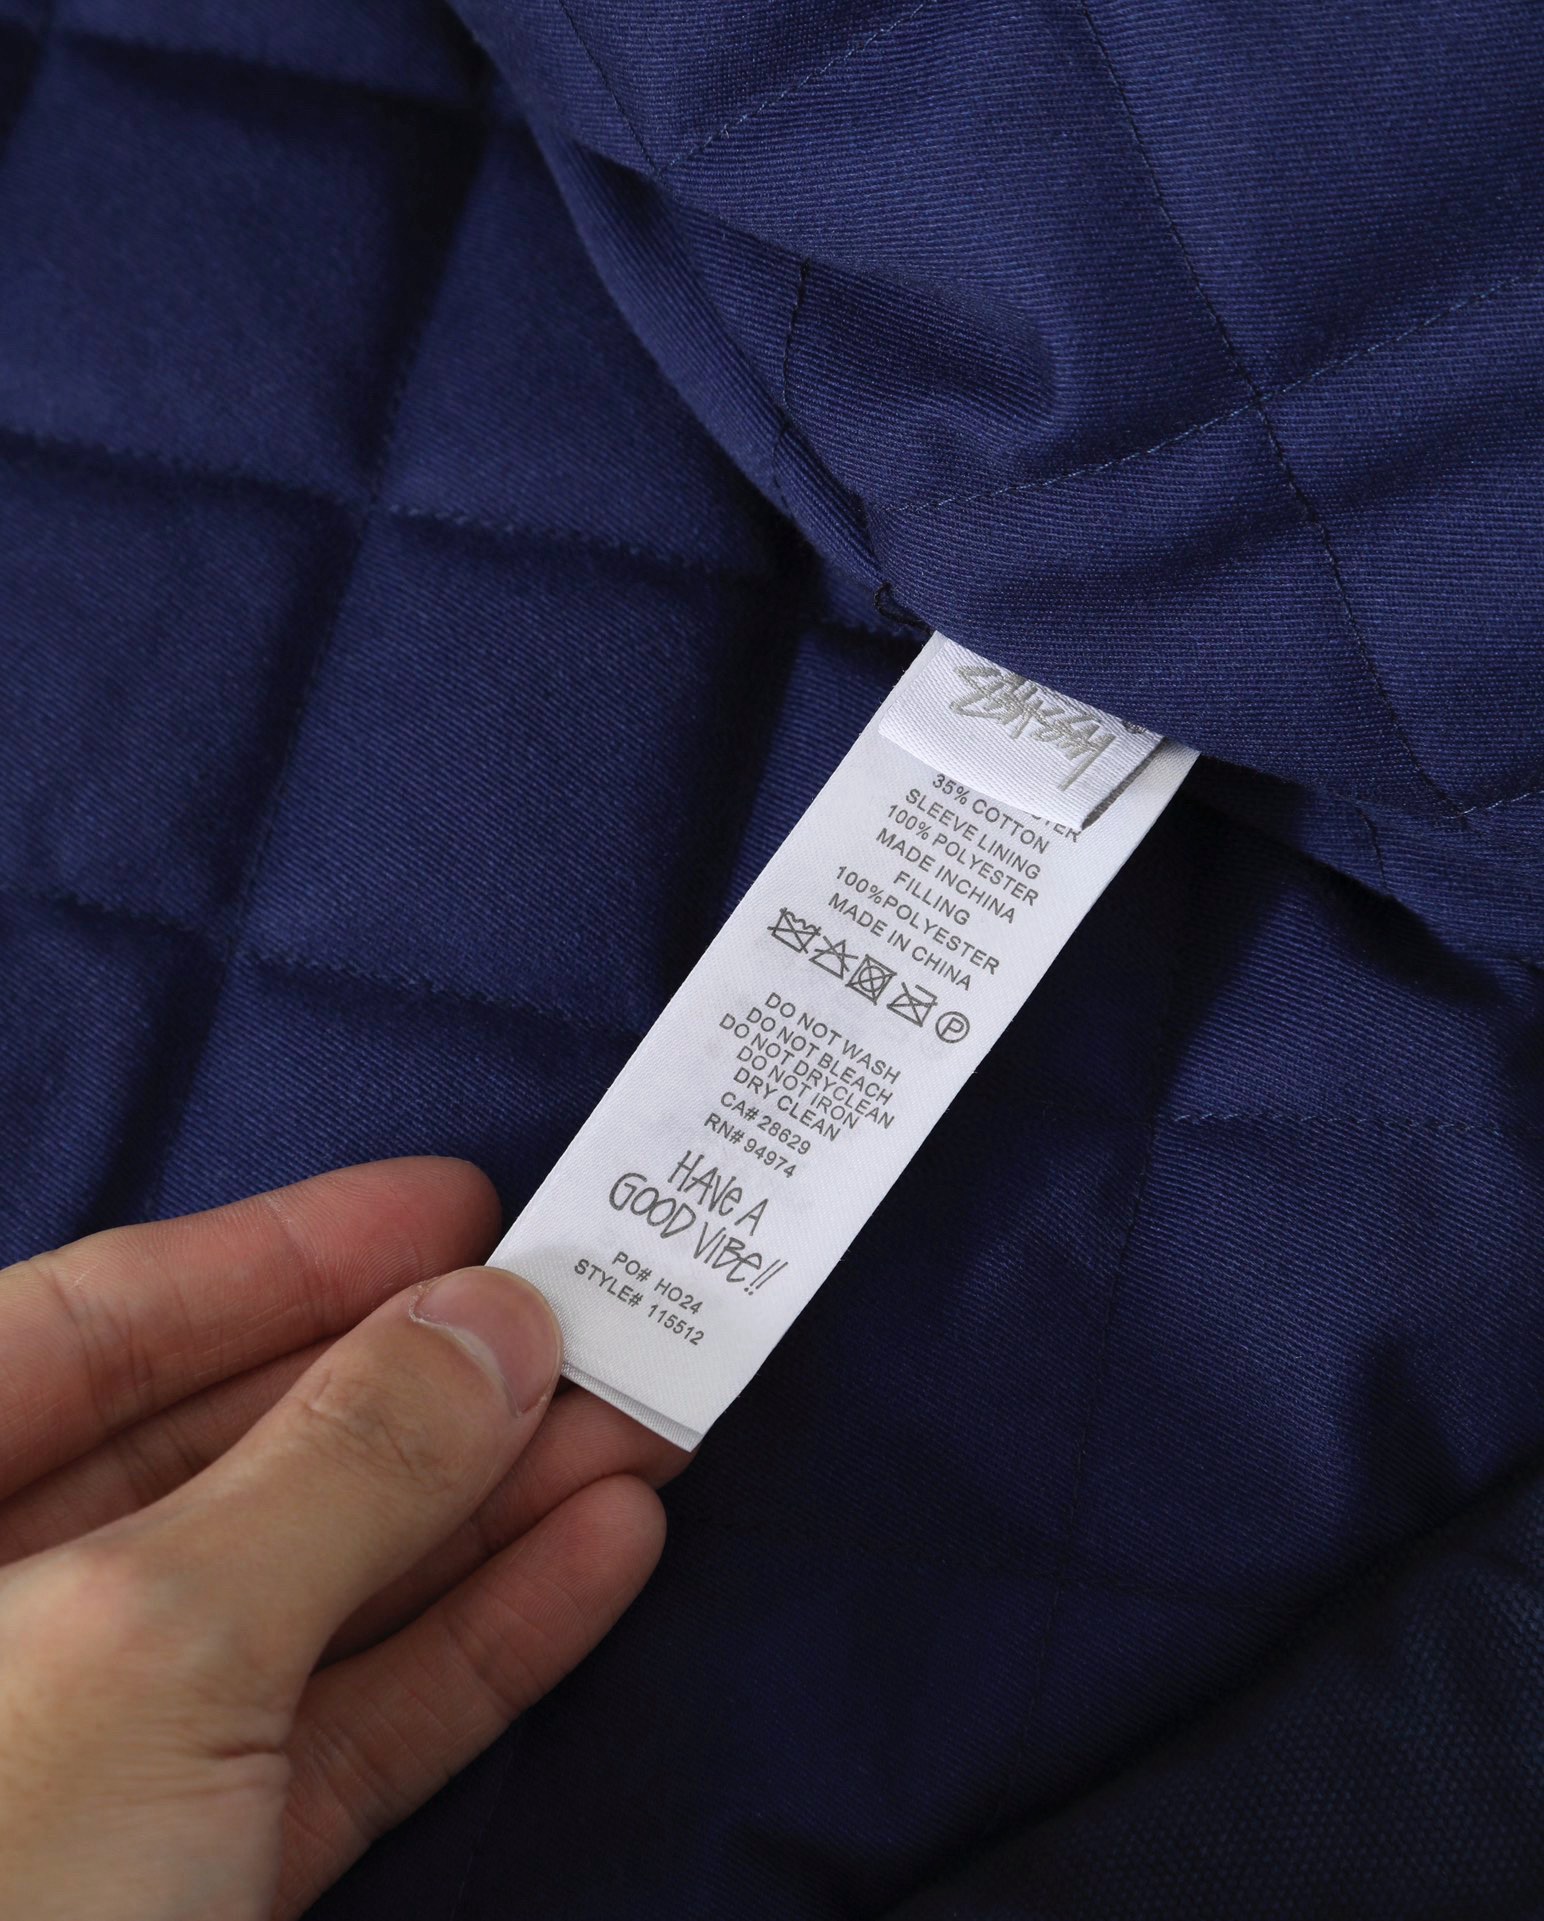 STÜSSY
35% COTTON
SLEEVE LINING
100% POLYESTER
MADE INCHINA
FILLING
100%POLYESTER
MADE IN CHINA
P
DO NOT WASH
DO NOT BLEACH
DO NOT DRYCLEAN
DO NOT IRON
DRY CLEAN
CA# 28629
RN# 94974
HAVE A
GOOD VIBE!!
PO# HO24
STYLE# 115512